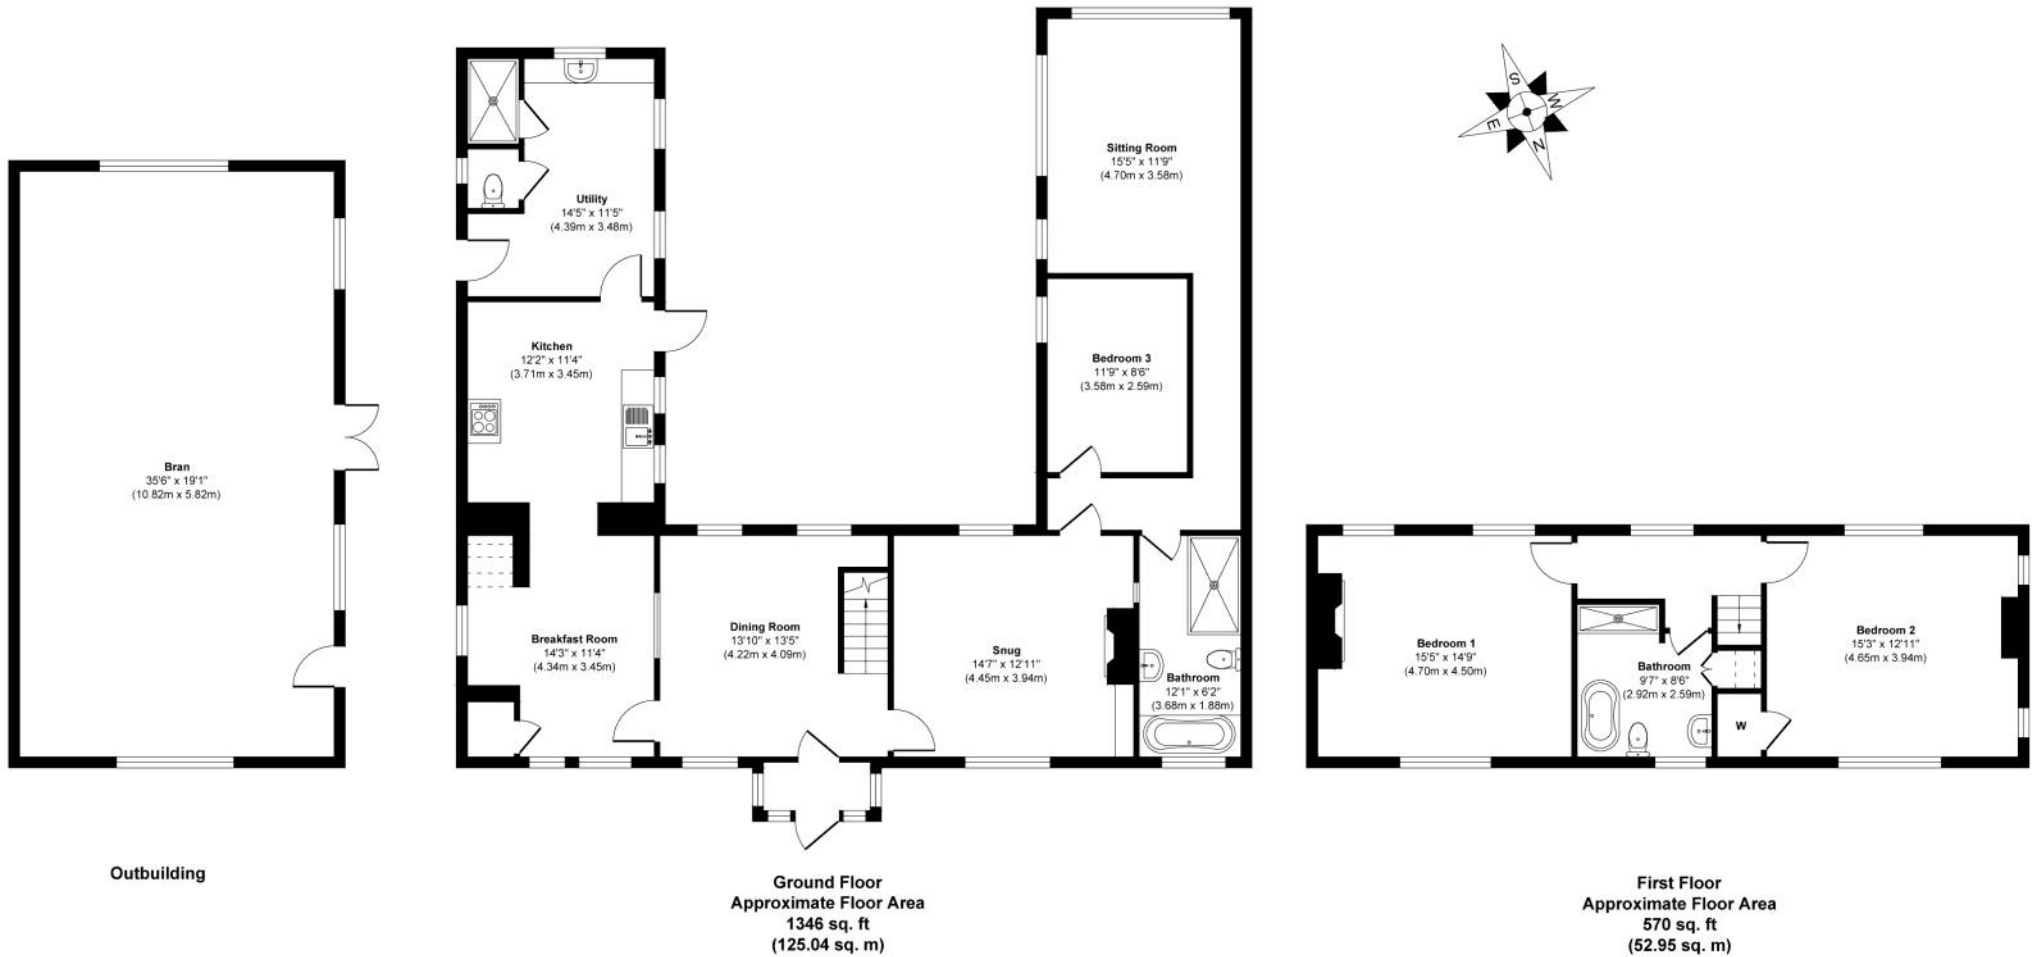 S
W
E
N
Sitting Room
15'5" x 11'9"
(4.70m x 3.58m)
Utility
14'5" x 11'5"
(4.39m x 3.48m)
Kitchen
12'2" x 11'4"
(3.71m x 3.45m)
Bedroom 3
11'9" x 8'6"
(3.58m x 2.59m)
Bran
35'6" x 19'1"
(10.82m x 5.82m)
Breakfast Room
14'3" x 11'4"
(4.34m x 3.45m)
Dining Room
13'10" x 13'5"
(4.22m x 4.09m)
Snug
14'7" x 12'11"
(4.45m x 3.94m)
Bathroom
12'1" x 6'2"
(3.68m x 1.88m)
Bedroom 1
15'5" x 14'9"
(4.70m x 4.50m)
Bathroom
9'7" x 8'6"
(2.92m x 2.59m)
W
Bedroom 2
15'3" x 12'11"
(4.65m x 3.94m)
Outbuilding
Ground Floor
Approximate Floor Area
1346 sq. ft
(125.04 sq. m)
First Floor
Approximate Floor Area
570 sq. ft
(52.95 sq. m)